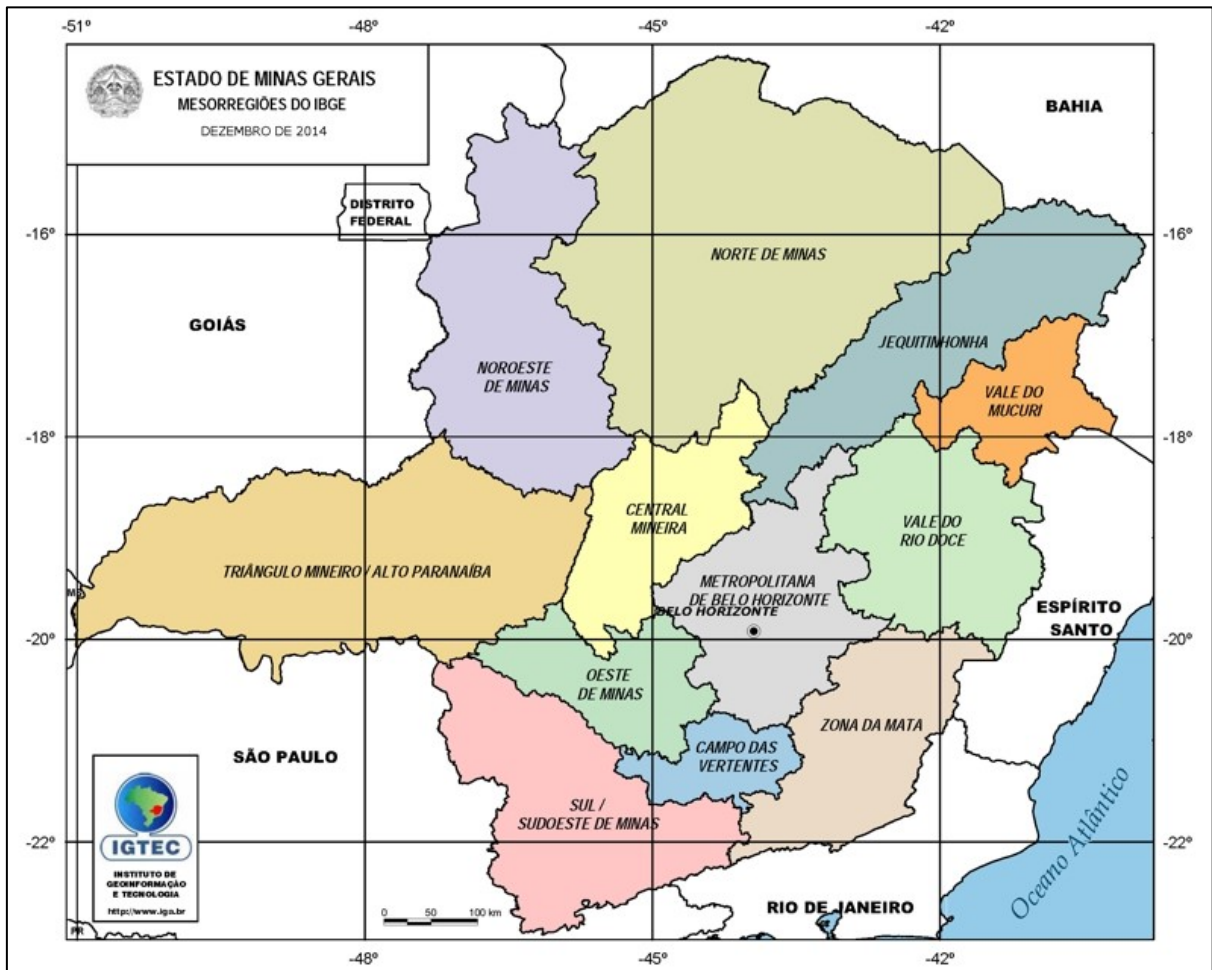 -51º
-48º
-45º
-42º
ESTADO DE MINAS GERAIS
MESORREGIÕES DO IBGE
DEZEMBRO DE 2014
BAHIA
DISTRITO
FEDERAL
-16º
-16º
NORTE DE MINAS
GOIÁS
JEQUITINHONHA
NOROESTE
DE MINAS
VALE DO
MUCURI
-18º
-18º
CENTRAL
MINEIRA
VALE DO
RIO DOCE
TRIÂNGULO MINEIRO / ALTO PARANAÍBA
METROPOLITANA
DE BELO HORIZONTE
BELO HORIZONTE
ESPÍRITO
SANTO
-20º
-20º
OESTE
DE MINAS
ZONA DA MATA
CAMPO DAS
VERTENTES
SÃO PAULO
SUL /
SUDOESTE DE MINAS
-22º
-22º
Oceano Atlântico
IGTEC
INSTITUTO DE
GEOINFORMAÇÃO
E TECNOLOGIA
http://www.iga.br
0 50 100 km
RIO DE JANEIRO
PR
-48º
-45º
-42º